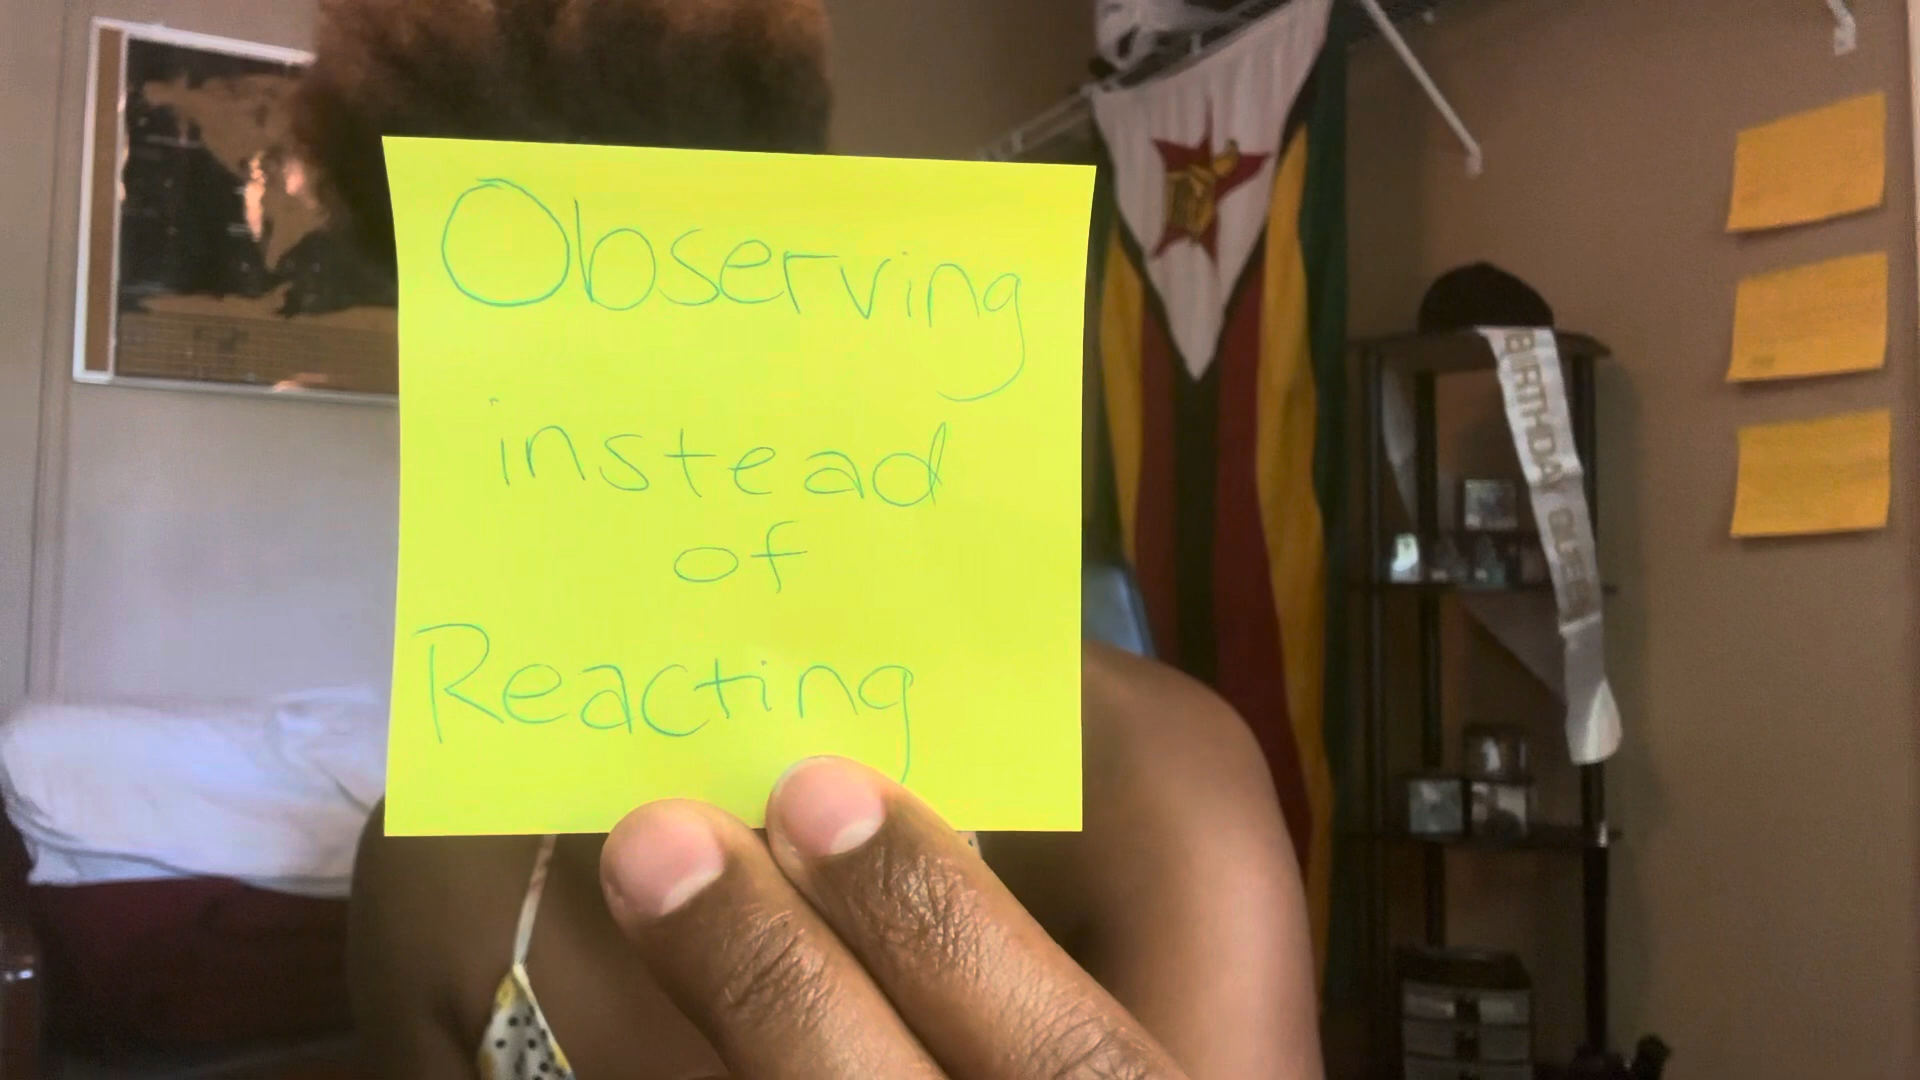 Observing
instead
of
Reacting
BIRTHDAY